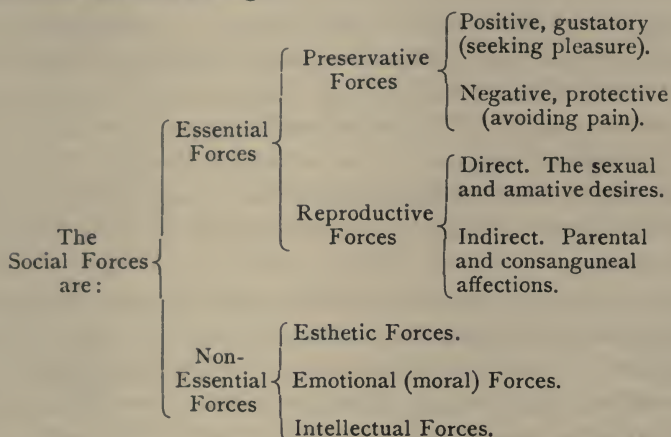 Positive, gustatory
(seeking pleasure).
Preservative
Forces
Negative, protective
(avoiding pain).
Essential
Forces
Direct. The sexual
and amative desires.
Reproductive
Forces
Indirect. Parental
and consanguneal
affections.
The
Social Forces
are:
Esthetic Forces.
Non-
Essential
Forces
Emotional (moral) Forces.
Intellectual Forces.